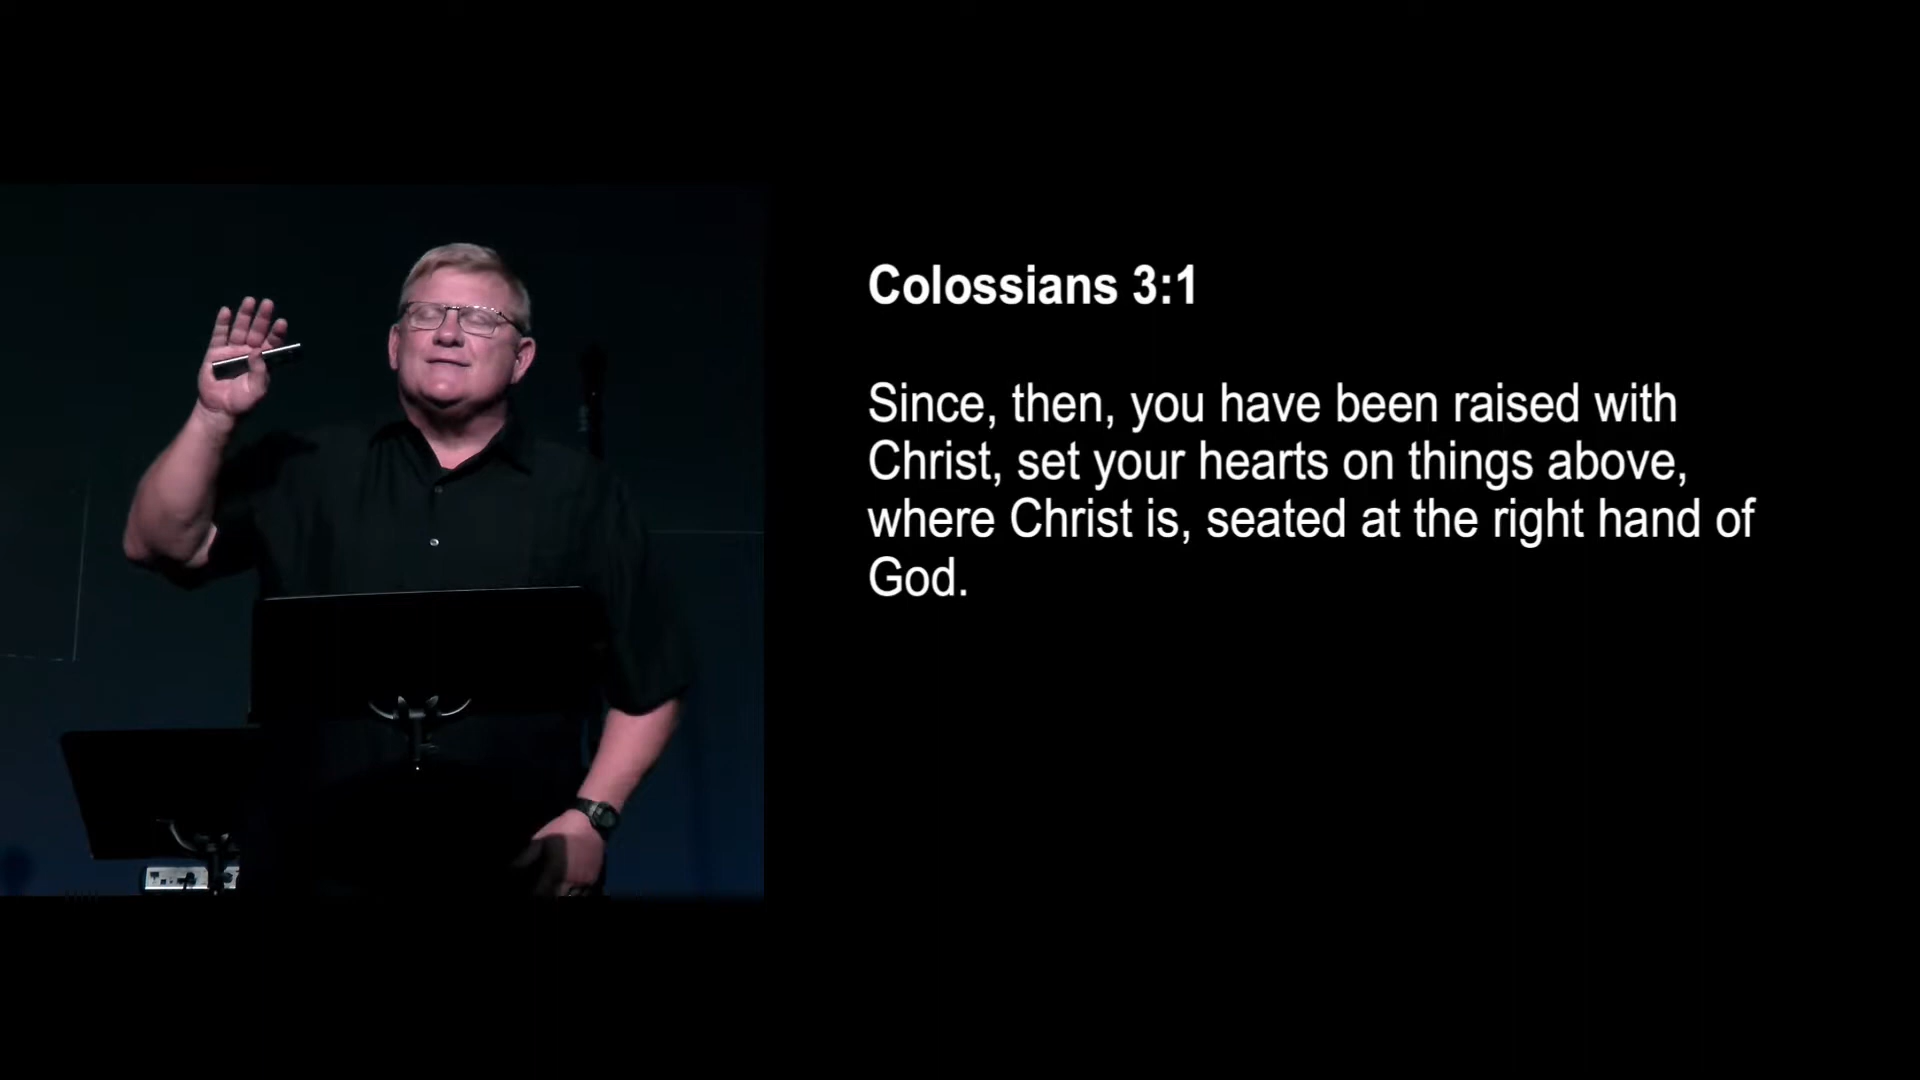 Colossians 3:1
Since, then, you have been raised with
Christ, set your hearts on things above,
where Christ is, seated at the right hand of
God.